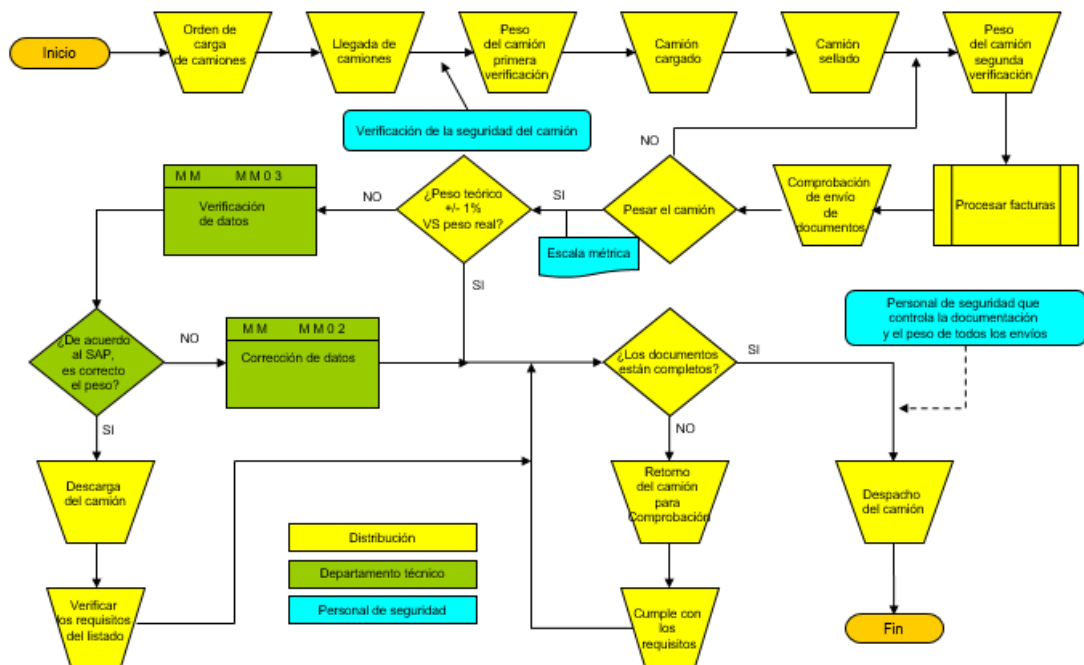 Inicio
Orden de
carga
de camiones
Llegada de
camiones
Peso
del camión
primera
verificación
Camión
cargado
Camión
sellado
Peso
del camión
segunda
verificación
Verificación de la seguridad del camión
NO
MM MM03
Verificación
de datos
NO
¿Peso teórico
+/- 1%
VS peso real?
SI
Pesar el camión
Comprobación
de envío
de
documentos
Procesar facturas
Escala métrica
SI
Personal de seguridad que
controla la documentación
y el peso de todos los envíos
¿De acuerdo
al SAP,
es correcto
el peso?
NO
MM MM02
Corrección de datos
¿Los documentos
están completos?
SI
SI
NO
Descarga
del camión
Retorno
del camión
para
Comprobación
Despacho
del camión
Distribución
Departamento técnico
Personal de seguridad
Verificar
los requisitos
del listado
Cumple con
los
requisitos
Fin